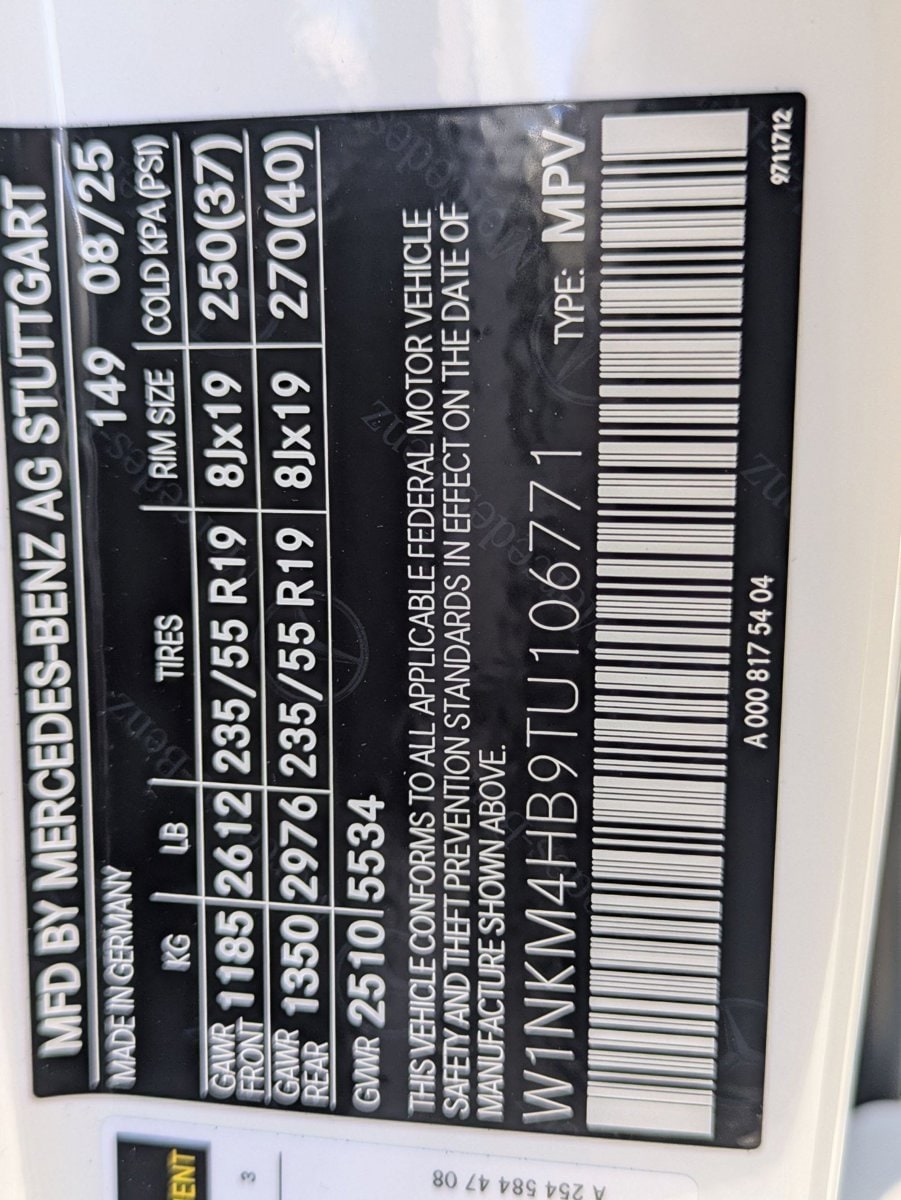 MFD BY MERCEDES-BENZ AG STUTTGART
MADE IN GERMANY 149 08/25
KG LB TIRES RIM SIZE COLD KPA(PSI)
GAWR FRONT 1185 2612 235/55 R19 8Jx19 250(37)
GAWR REAR 1350 2976 235/55 R19 8Jx19 270(40)
GVWR 2510 5534
THIS VEHICLE CONFORMS TO ALL APPLICABLE FEDERAL MOTOR VEHICLE
SAFETY AND THEFT PREVENTION STANDARDS IN EFFECT ON THE DATE OF
MANUFACTURE SHOWN ABOVE.
W1NKM4HB9TU106771 TYPE: MPV
A 000 817 54 04
9711712
ENT
3
A 254 584 47 08